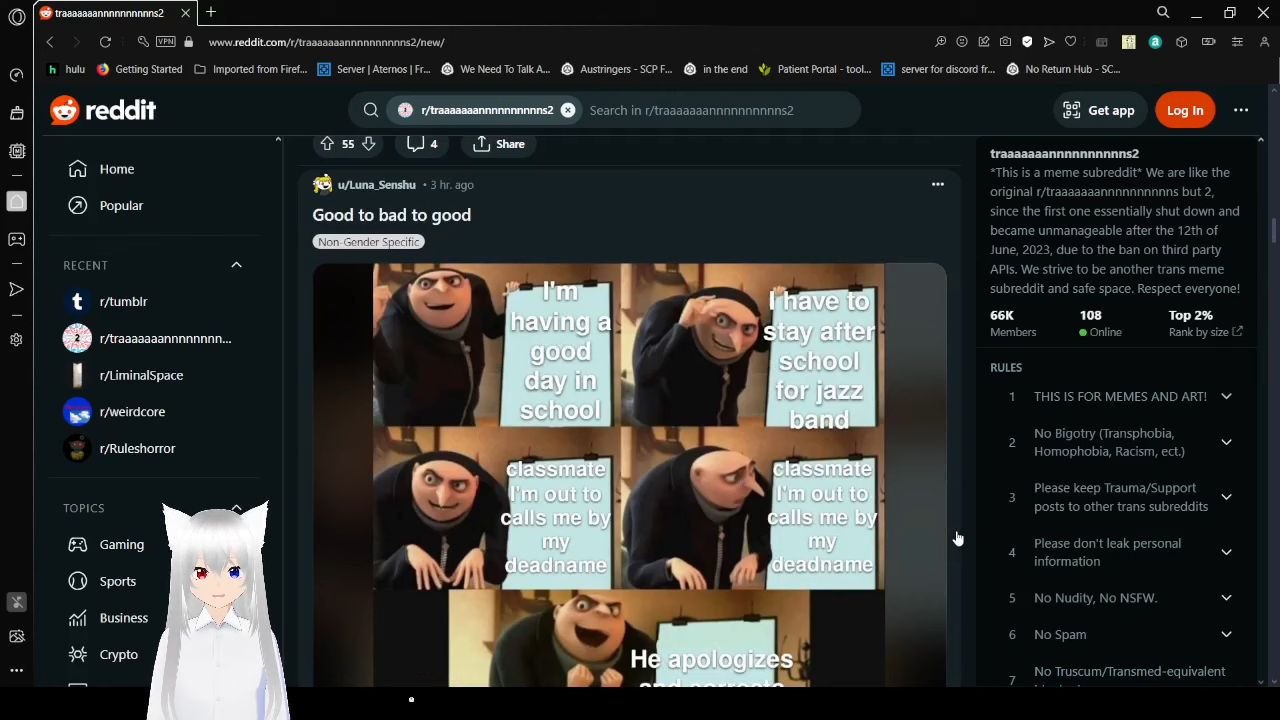 traaaaaaannnnnnnnnns2
VPN
www.reddit.com/r/traaaaaaannnnnnnnnns2/new/
hulu
Getting Started
Imported from Firef...
Server | Aternos | Fr...
We Need To Talk A...
Austringers - SCP F...
in the end
Patient Portal - tool...
server for discord fr...
No Return Hub - SC...
reddit
r/traaaaaaannnnnnnnnns2
Search in r/traaaaaaannnnnnnnnns2
Get app
Log In
Home
Popular
RECENT
r/tumblr
r/traaaaaaannnnnnn...
r/LiminalSpace
r/weirdcore
r/Ruleshorror
TOPICS
Gaming
Sports
Business
Crypto
55
4
Share
u/Luna_Senshu • 3 hr. ago
Good to bad to good
Non-Gender Specific
I'm
having a
good
day in
school
I have to
stay after
school
for jazz
band
classmate
I'm out to
calls me by
my
deadname
classmate
I'm out to
calls me by
my
deadname
He apologizes
and corrects
traaaaaaannnnnnnnnns2
*This is a meme subreddit* We are like the
original r/traaaaaaannnnnnnnnns but 2,
since the first one essentially shut down and
became unmanageable after the 12th of
June, 2023, due to the ban on third party
APIs. We strive to be another trans meme
subreddit and safe space. Respect everyone!
66K
Members
108
Online
Top 2%
Rank by size
RULES
1 THIS IS FOR MEMES AND ART!
2 No Bigotry (Transphobia,
Homophobia, Racism, ect.)
3 Please keep Trauma/Support
posts to other trans subreddits
4 Please don't leak personal
information
5 No Nudity, No NSFW.
6 No Spam
7 No Truscum/Transmed-equivalent